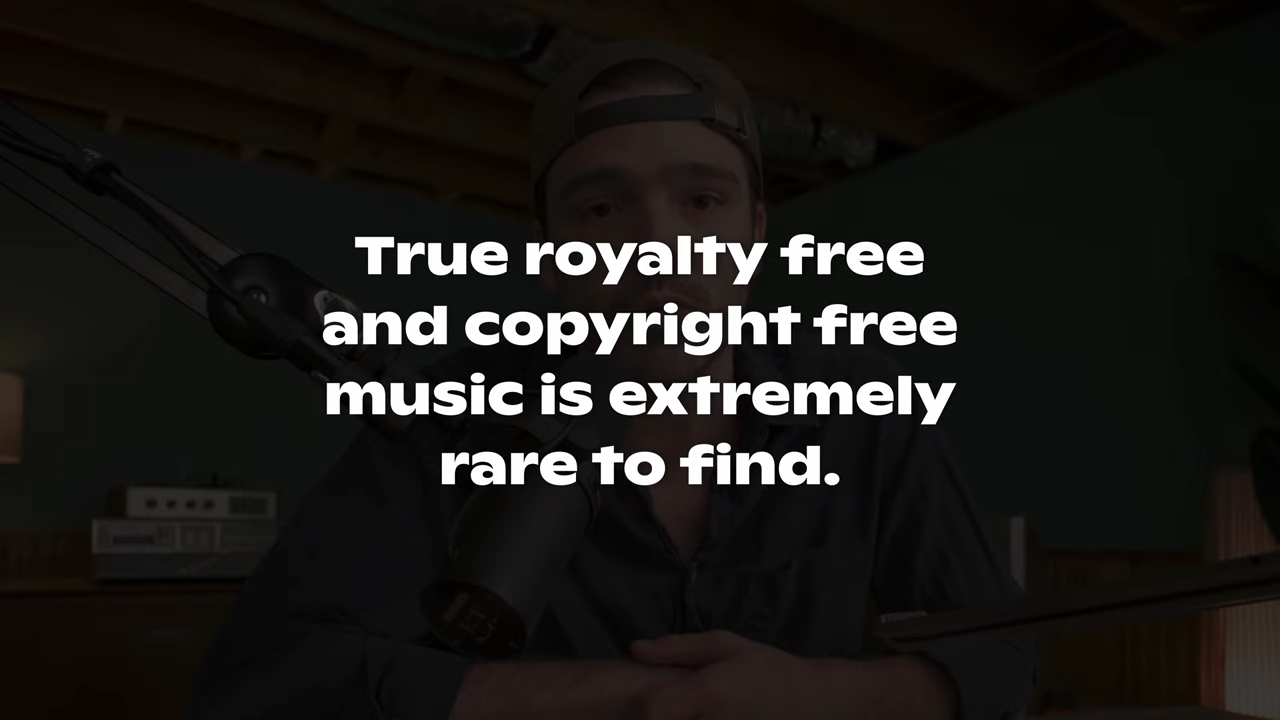 True royalty free
and copyright free
music is extremely
rare to find.